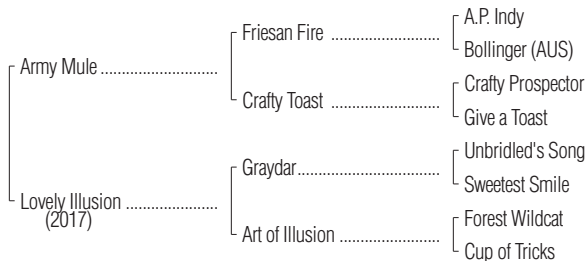 A.P. Indy
Friesan Fire ........................
Bollinger (AUS)
Army Mule ..........................
Crafty Prospector
Crafty Toast ........................
Give a Toast
Unbridled's Song
Graydar..............................
Sweetest Smile
Lovely Illusion ....................
(2017)
Forest Wildcat
Art of Illusion ......................
Cup of Tricks